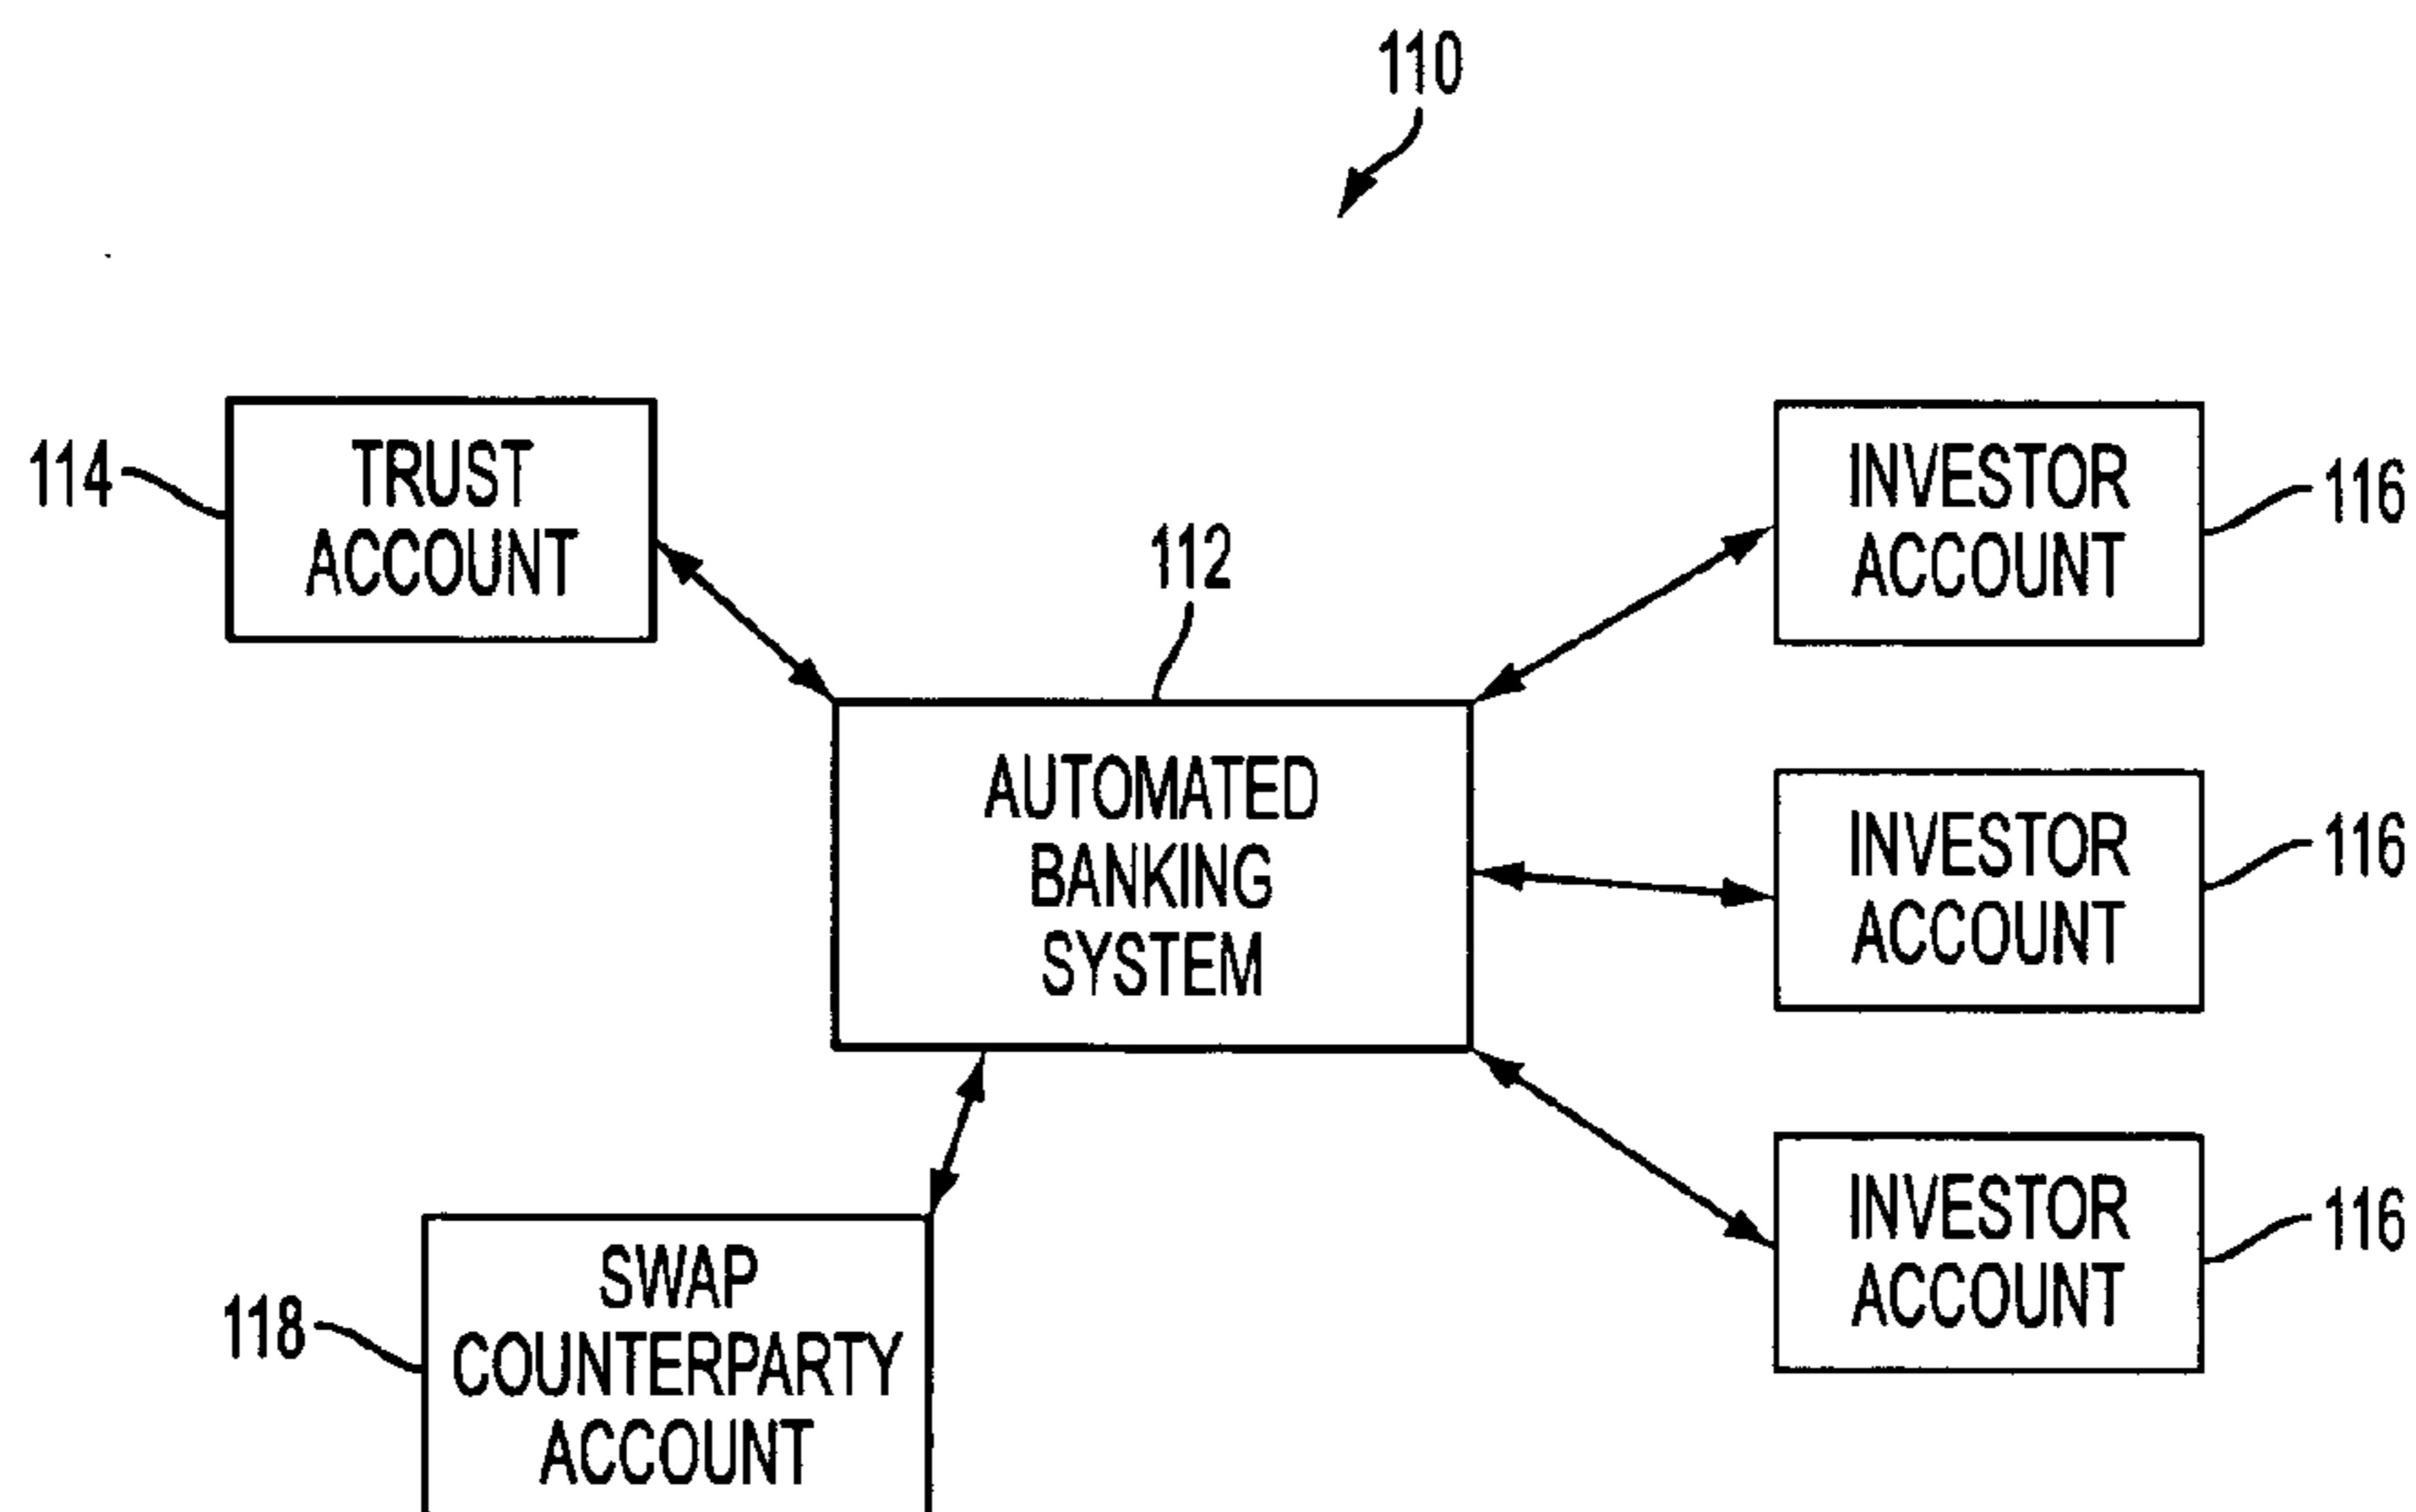 110
114
TRUST
ACCOUNT
112
INVESTOR
ACCOUNT
116
AUTOMATED
BANKING
SYSTEM
INVESTOR
ACCOUNT
116
INVESTOR
ACCOUNT
116
118
SWAP
COUNTERPARTY
ACCOUNT